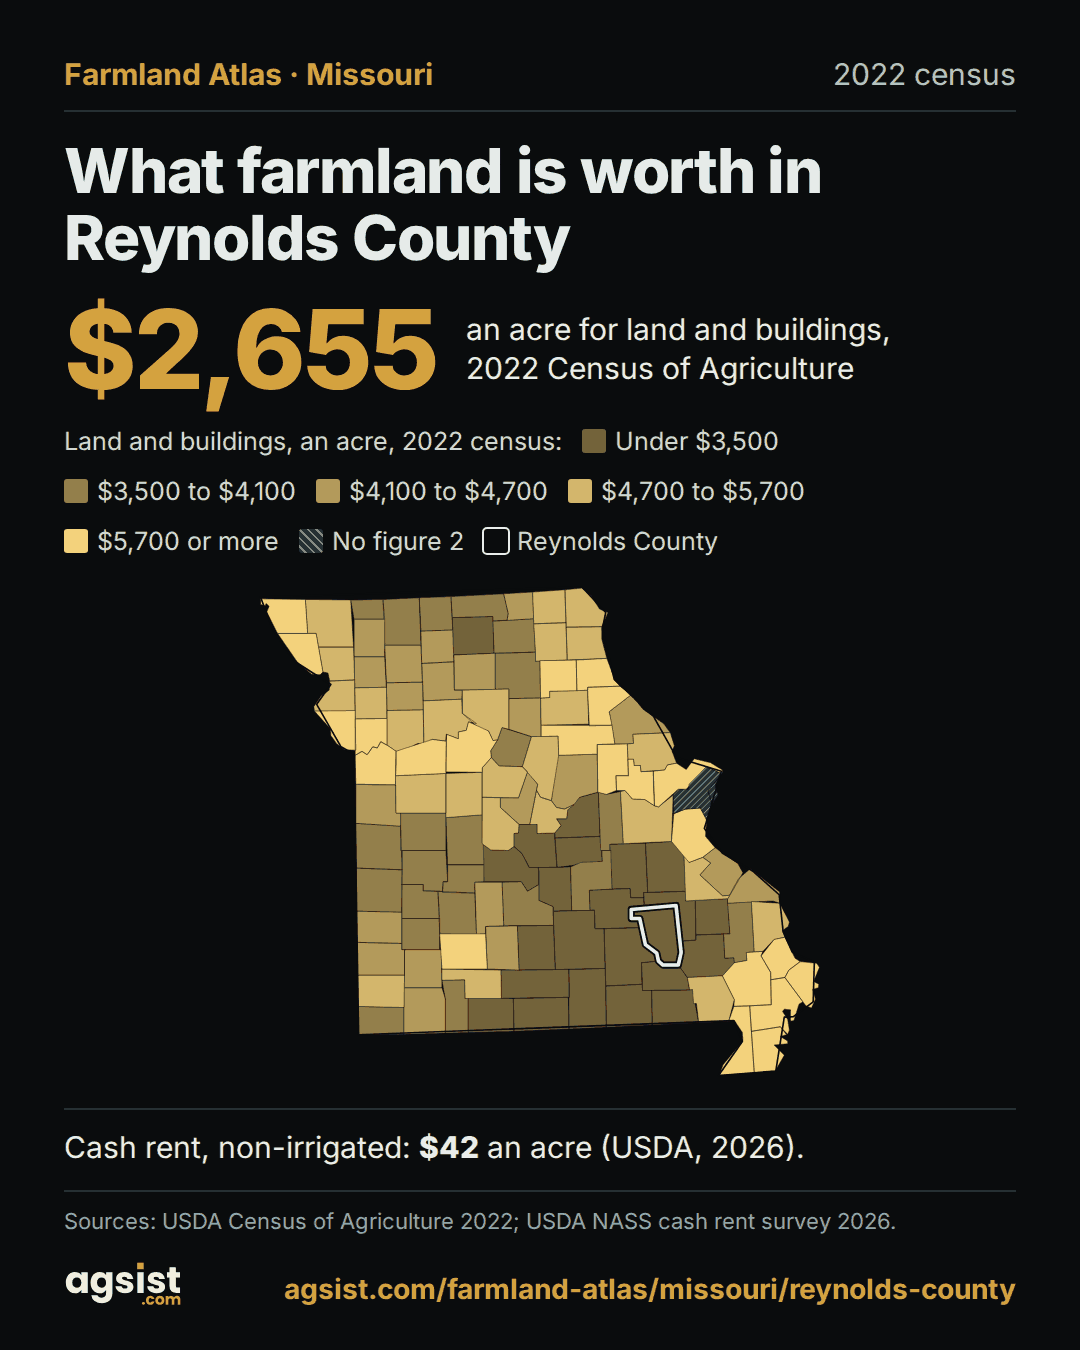 Farmland Atlas · Missouri
2022 census
What farmland is worth in
Reynolds County
$2,655
an acre for land and buildings,
2022 Census of Agriculture
Land and buildings, an acre, 2022 census: Under $3,500
$3,500 to $4,100 $4,100 to $4,700 $4,700 to $5,700
$5,700 or more No figure 2 Reynolds County
Cash rent, non-irrigated: $42 an acre (USDA, 2026).
Sources: USDA Census of Agriculture 2022; USDA NASS cash rent survey 2026.
agsist
.com
agsist.com/farmland-atlas/missouri/reynolds-county